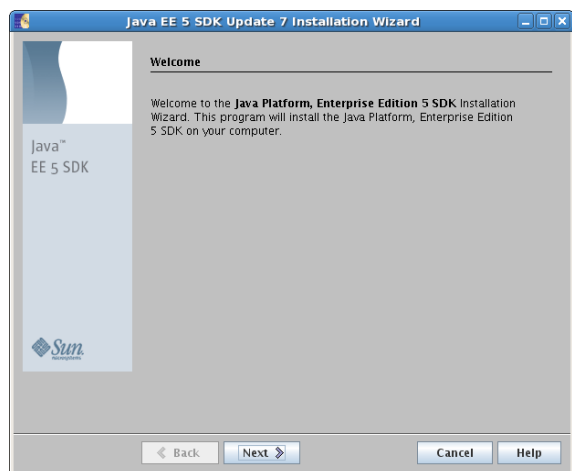 Java EE 5 SDK Update 7 Installation Wizard
Welcome
Welcome to the Java Platform, Enterprise Edition 5 SDK Installation
Wizard. This program will install the Java Platform, Enterprise Edition
5 SDK on your computer.
Java™
EE 5 SDK
Sun
microsystems
Back
Next
Cancel
Help